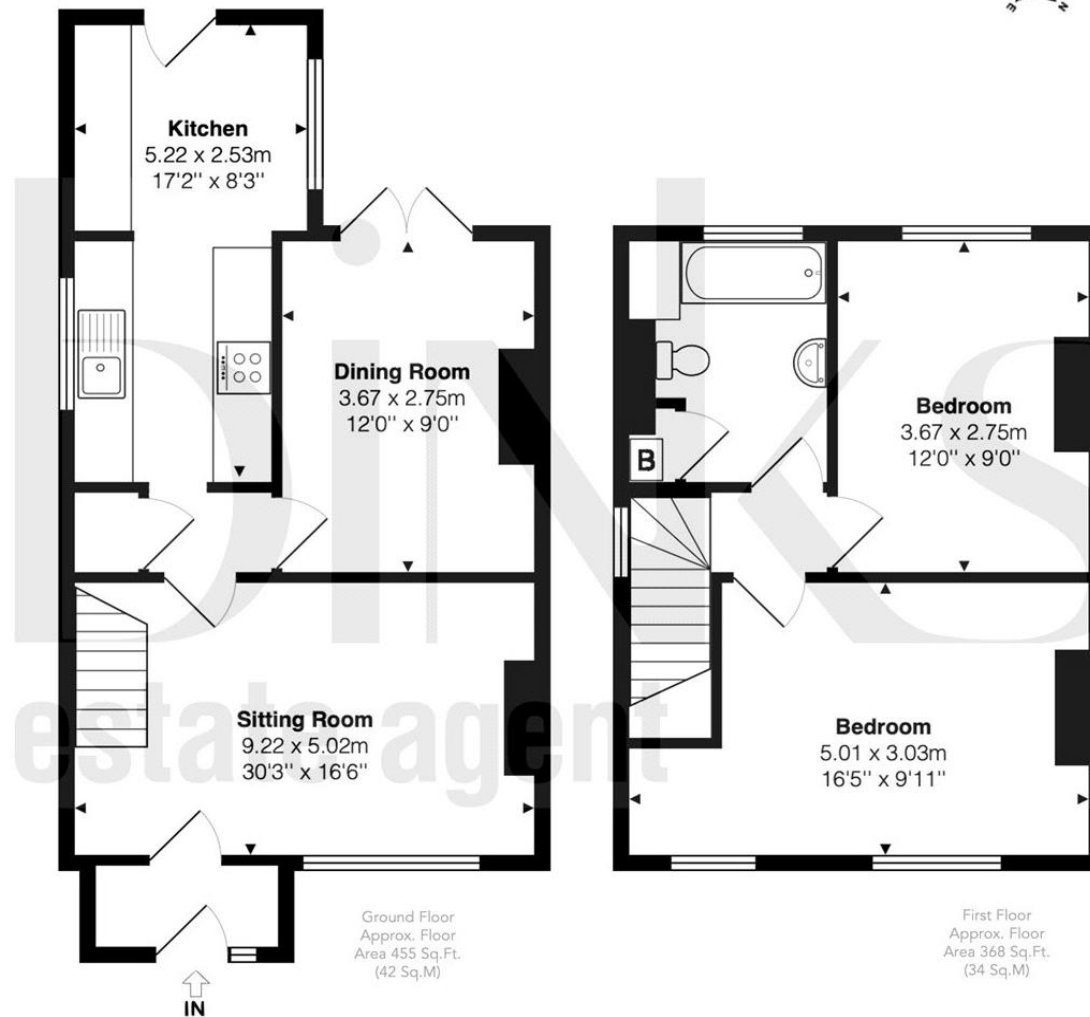 E N
Kitchen
5.22 x 2.53m
17'2" x 8'3"
Dining Room
3.67 x 2.75m
12'0" x 9'0"
Sitting Room
9.22 x 5.02m
30'3" x 16'6"
IN
Ground Floor
Approx. Floor
Area 455 Sq.Ft.
(42 Sq.M)
B
Bedroom
3.67 x 2.75m
12'0" x 9'0"
Bedroom
5.01 x 3.03m
16'5" x 9'11"
First Floor
Approx. Floor
Area 368 Sq.Ft.
(34 Sq.M)
estate agent